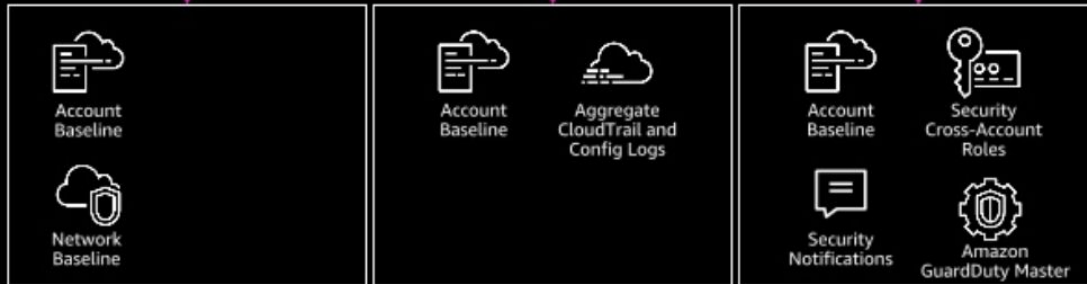 Account
Baseline
Network
Baseline
Account
Baseline
Aggregate
CloudTrail and
Config Logs
Account
Baseline
Security
Cross-Account
Roles
Security
Notifications
Amazon
GuardDuty Master